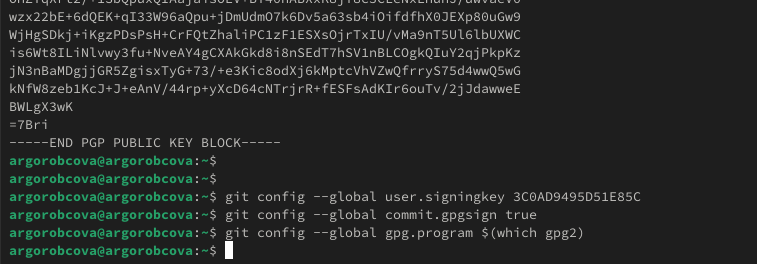 wzx22bE+6dQEK+qI33W96aQpu+jDmUdmO7k6Dv5a63sb4iOifdfhX0JEXp80uGw9
WjHgSDkj+iKgzPDsPsH+CrFQtZhaliPC1zF1ESXsOjrTxIU/vMa9nT5Ul6lbUXWC
is6Wt8ILiNlvwy3fu+NveAY4gCXAkGkd8i8nSEdT7hSV1nBLCOgkQIuY2qjPkpKz
jN3nBaMDgjjGR5ZgisxTyG+73/+e3Kic8odXj6kMptcVhVZwQfrryS75d4wwQ5wG
kNfW8zeb1KcJ+J+eAnV/44rp+yXcD64cNTrjrR+fESFsAdKIr6ouTv/2jJdawweE
BWLgX3wK
=7Bri
-----END PGP PUBLIC KEY BLOCK-----
argorobcova@argorobcova:~$
argorobcova@argorobcova:~$
argorobcova@argorobcova:~$ git config --global user.signingkey 3C0AD9495D51E85C
argorobcova@argorobcova:~$ git config --global commit.gpgsign true
argorobcova@argorobcova:~$ git config --global gpg.program $(which gpg2)
argorobcova@argorobcova:~$